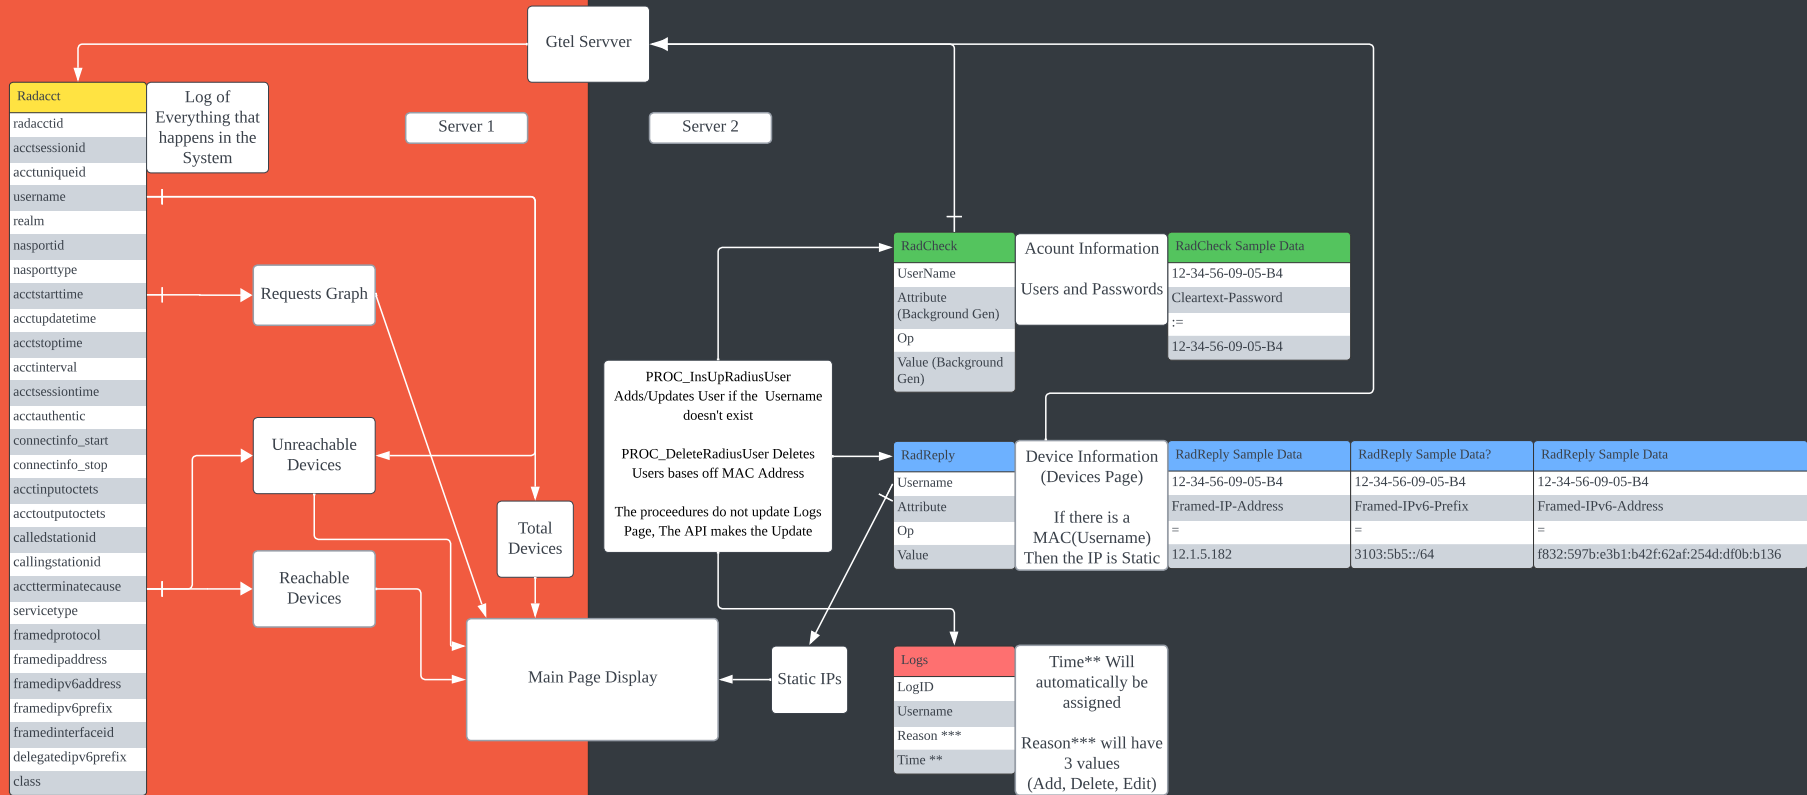 Gtel Servver
Server 1
Server 2
Radacct
radacctid
acctsessionid
acctuniqueid
username
realm
nasportid
nasporttype
acctstarttime
acctupdatetime
acctstoptime
acctinterval
acctsessiontime
acctauthentic
connectinfo_start
connectinfo_stop
acctinputoctets
acctoutputoctets
calledstationid
callingstationid
acctterminatecause
servicetype
framedprotocol
framedipaddress
framedipv6address
framedipv6prefix
framedinterfaceid
delegatedipv6prefix
class
Log of
Everything that
happens in the
System
Requests Graph
Unreachable
Devices
Reachable
Devices
Total
Devices
Main Page Display
Static IPs
PROC_InsUpRadiusUser
Adds/Updates User if the  Username
doesn't exist
PROC_DeleteRadiusUser Deletes
Users bases off MAC Address
The proceedures do not update Logs
Page, The API makes the Update
RadCheck
UserName
Attribute
(Background Gen)
Op
Value (Background
Gen)
Acount Information
Users and Passwords
RadCheck Sample Data
12-34-56-09-05-B4
Cleartext-Password
:=
12-34-56-09-05-B4
RadReply
Username
Attribute
Op
Value
Device Information
(Devices Page)
If there is a
MAC(Username)
Then the IP is Static
RadReply Sample Data
12-34-56-09-05-B4
Framed-IP-Address
=
12.1.5.182
RadReply Sample Data?
12-34-56-09-05-B4
Framed-IPv6-Prefix
=
3103:5b5::/64
RadReply Sample Data
12-34-56-09-05-B4
Framed-IPv6-Address
=
f832:597b:e3b1:b42f:62af:254d:df0b:b136
Logs
LogID
Username
Reason ***
Time **
Time** Will
automatically be
assigned
Reason*** will have
3 values
(Add, Delete, Edit)